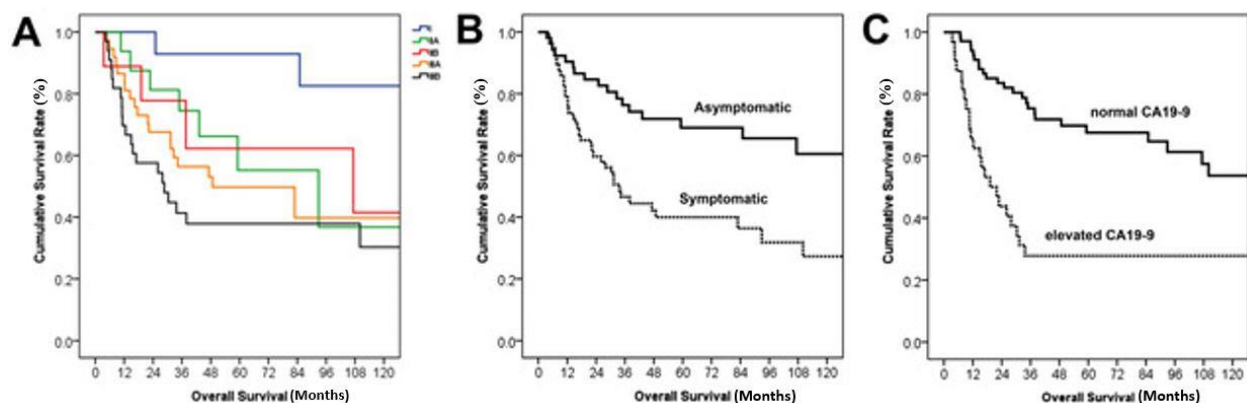 A
Cumulative Survival Rate (%)
1.0
0.8
0.6
0.4
0.2
0.0
0 12 24 36 48 60 72 84 96 108 120
Overall Survival (Months)
I
IIA
IIB
IIIA
IIIB
B
Cumulative Survival Rate (%)
1.0
0.8
0.6
0.4
0.2
0.0
Asymptomatic
Symptomatic
0 12 24 36 48 60 72 84 96 108 120
Overall Survival (Months)
C
Cumulative Survival Rate (%)
1.0
0.8
0.6
0.4
0.2
0.0
normal CA19-9
elevated CA19-9
0 12 24 36 48 60 72 84 96 108 120
Overall Survival (Months)